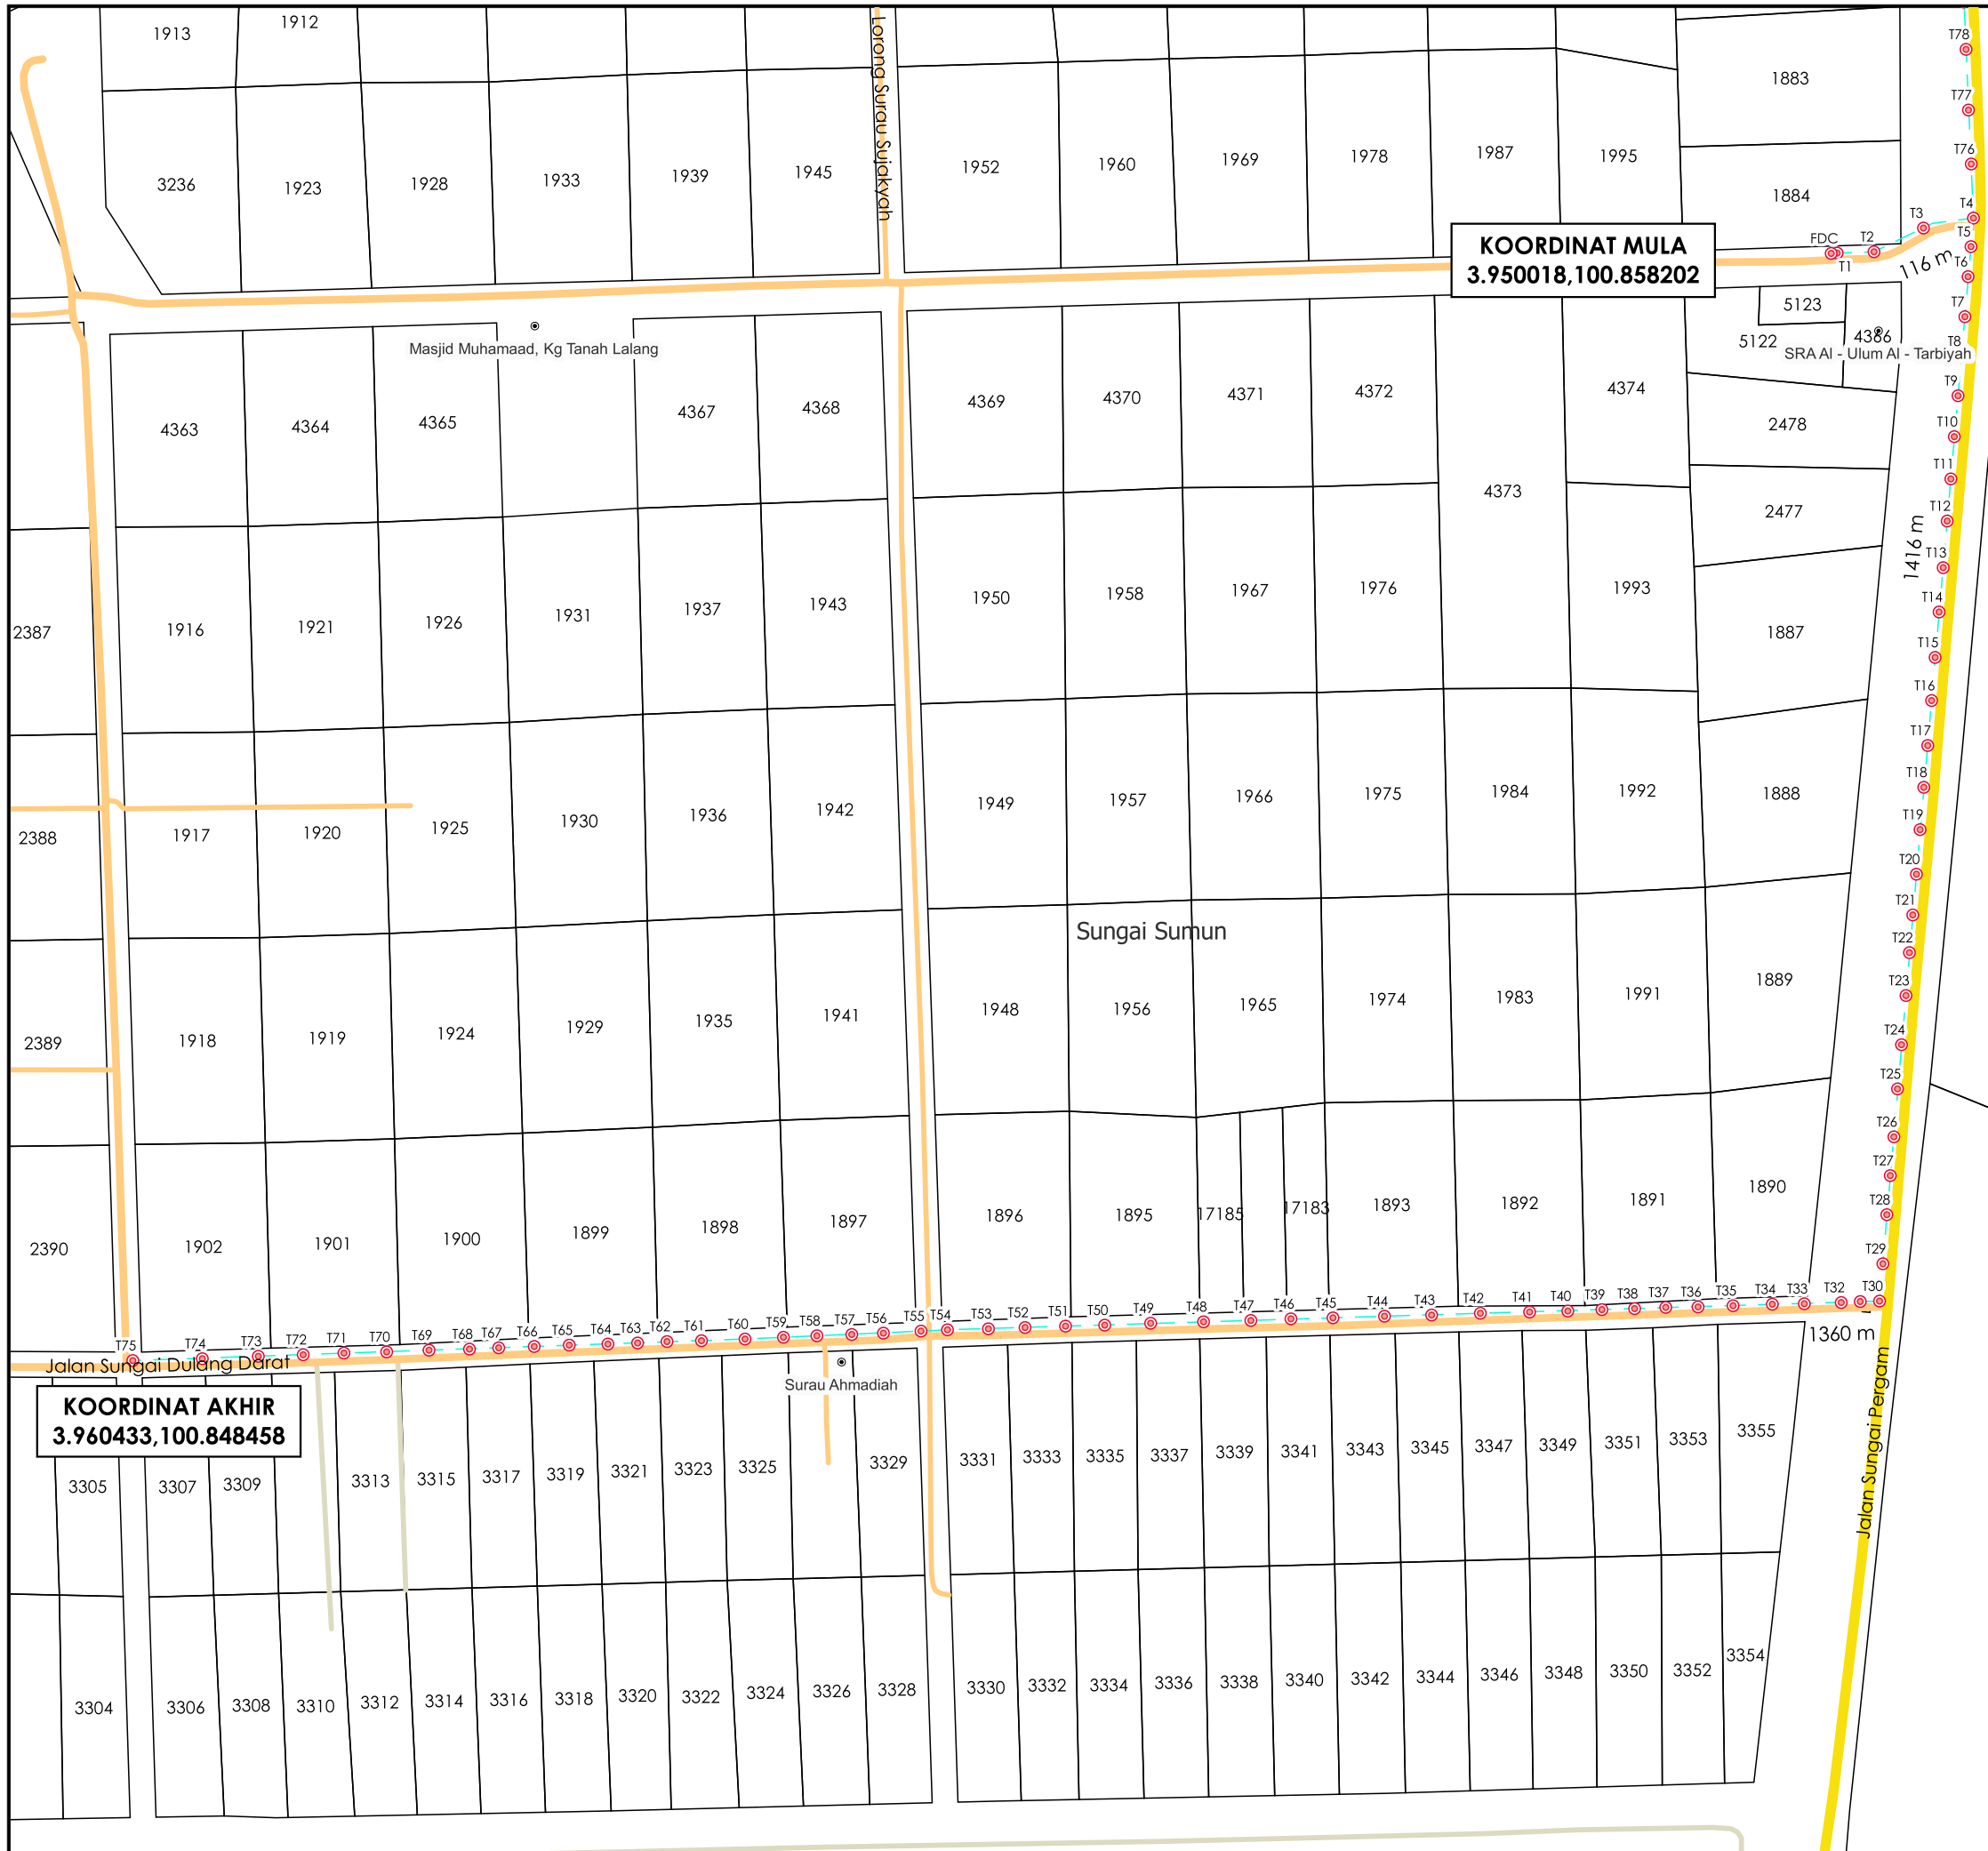 1913
1912
Lorong Surau Sujakyah
T78
1883
T77
3236
1923
1928
1933
1939
1945
1952
1960
1969
1978
1987
1995
T76
1884
T3
T4
KOORDINAT MULA
3.950018,100.858202
FDC
T1
T2
T5
116 m
T6
5123
T7
Masjid Muhamaad, Kg Tanah Lalang
5122
4386
T8
SRA Al - Ulum Al - Tarbiyah
4363
4364
4365
4367
4368
4369
4370
4371
4372
4374
T9
2478
T10
T11
4373
2477
T12
1416 m
T13
2387
1916
1921
1926
1931
1937
1943
1950
1958
1967
1976
1993
1887
T14
T15
T16
T17
T18
2388
1917
1920
1925
1930
1936
1942
1949
1957
1966
1975
1984
1992
1888
T19
T20
T21
Sungai Sumun
T22
T23
2389
1918
1919
1924
1929
1935
1941
1948
1956
1965
1974
1983
1991
1889
T24
T25
T26
T27
2390
1902
1901
1900
1899
1898
1897
1896
1895
17185
17183
1893
1892
1891
1890
T28
T29
T75
T74
T73
T72
T71
T70
T69
T68
T67
T66
T65
T64
T63
T62
T61
T60
T59
T58
T57
T56
T55
T54
T53
T52
T51
T50
T49
T48
T47
T46
T45
T44
T43
T42
T41
T40
T39
T38
T37
T36
T35
T34
T33
T32
T30
1360 m
Jalan Sungai Dulang Darat
Surau Ahmadiah
Jalan Sungai Pergam
KOORDINAT AKHIR
3.960433,100.848458
3305
3307
3309
3313
3315
3317
3319
3321
3323
3325
3329
3331
3333
3335
3337
3339
3341
3343
3345
3347
3349
3351
3353
3355
3304
3306
3308
3310
3312
3314
3316
3318
3320
3322
3324
3326
3328
3330
3332
3334
3336
3338
3340
3342
3344
3346
3348
3350
3352
3354